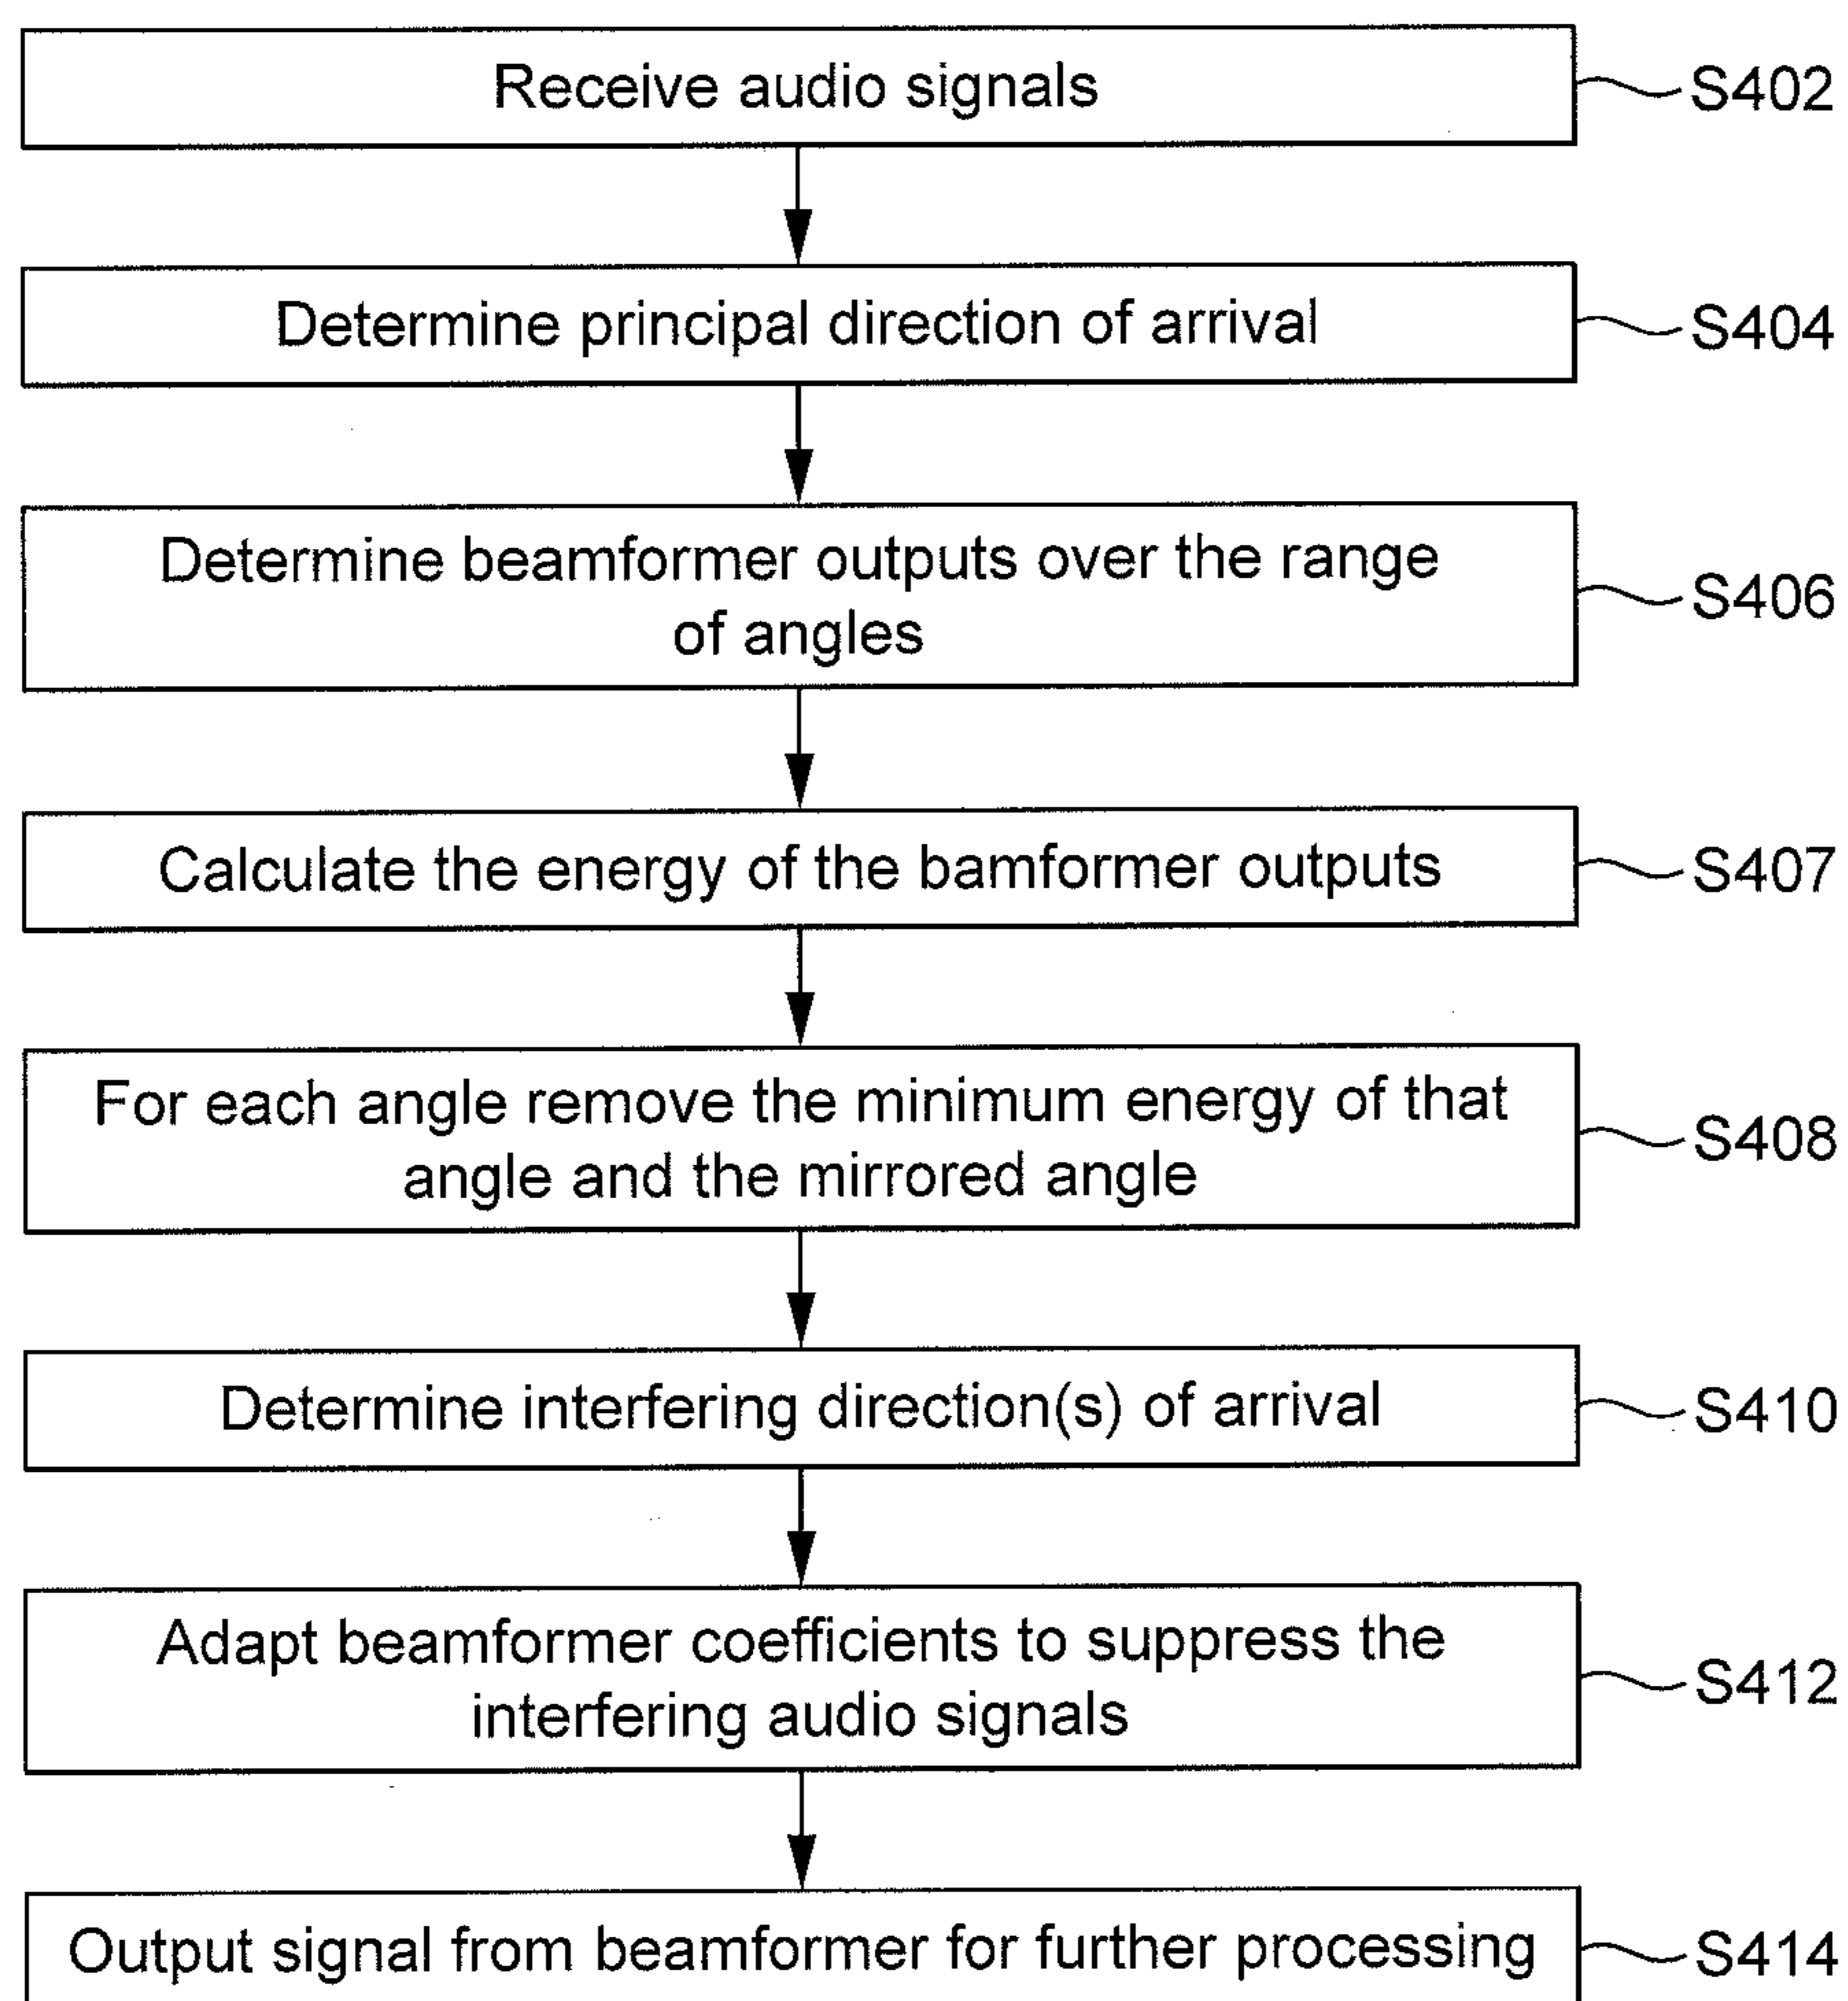 Receive audio signals
S402
Determine principal direction of arrival
S404
Determine beamformer outputs over the range
of angles
S406
Calculate the energy of the bamformer outputs
S407
For each angle remove the minimum energy of that
angle and the mirrored angle
S408
Determine interfering direction(s) of arrival
S410
Adapt beamformer coefficients to suppress the
interfering audio signals
S412
Output signal from beamformer for further processing
S414